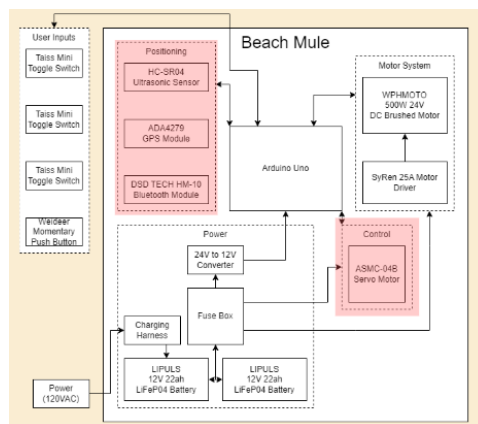 User Inputs
Taiss Mini
Toggle Switch
Taiss Mini
Toggle Switch
Taiss Mini
Toggle Switch
Weideer
Momentary
Push Button
Beach Mule
Positioning
HC-SR04
Ultrasonic Sensor
ADA4279
GPS Module
DSD TECH HM-10
Bluetooth Module
Arduino Uno
Motor System
WPHMOTO
500W 24V
DC Brushed Motor
SyRen 25A Motor
Driver
Control
ASMC-04B
Servo Motor
Power
24V to 12V
Converter
Fuse Box
Charging
Harness
LIPULS
12V 22ah
LiFeP04 Battery
LIPULS
12V 22ah
LiFeP04 Battery
Power
(120VAC)